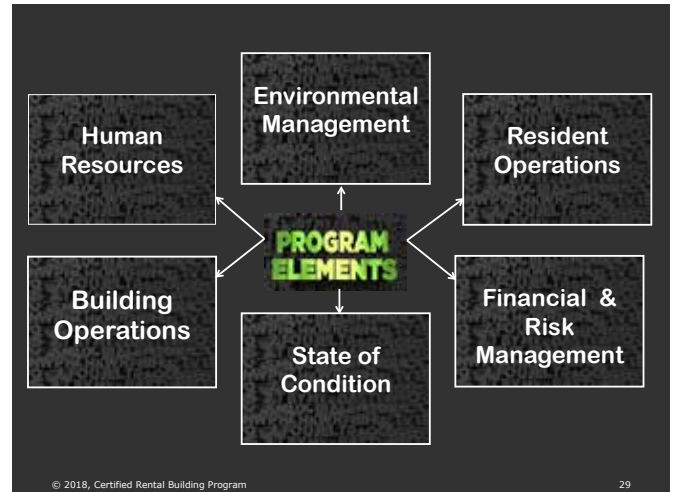 Environmental
Management
Human
Resources
Resident
Operations
PROGRAM
ELEMENTS
Building
Operations
Financial &
Risk
Management
State of
Condition
© 2018, Certified Rental Building Program
29